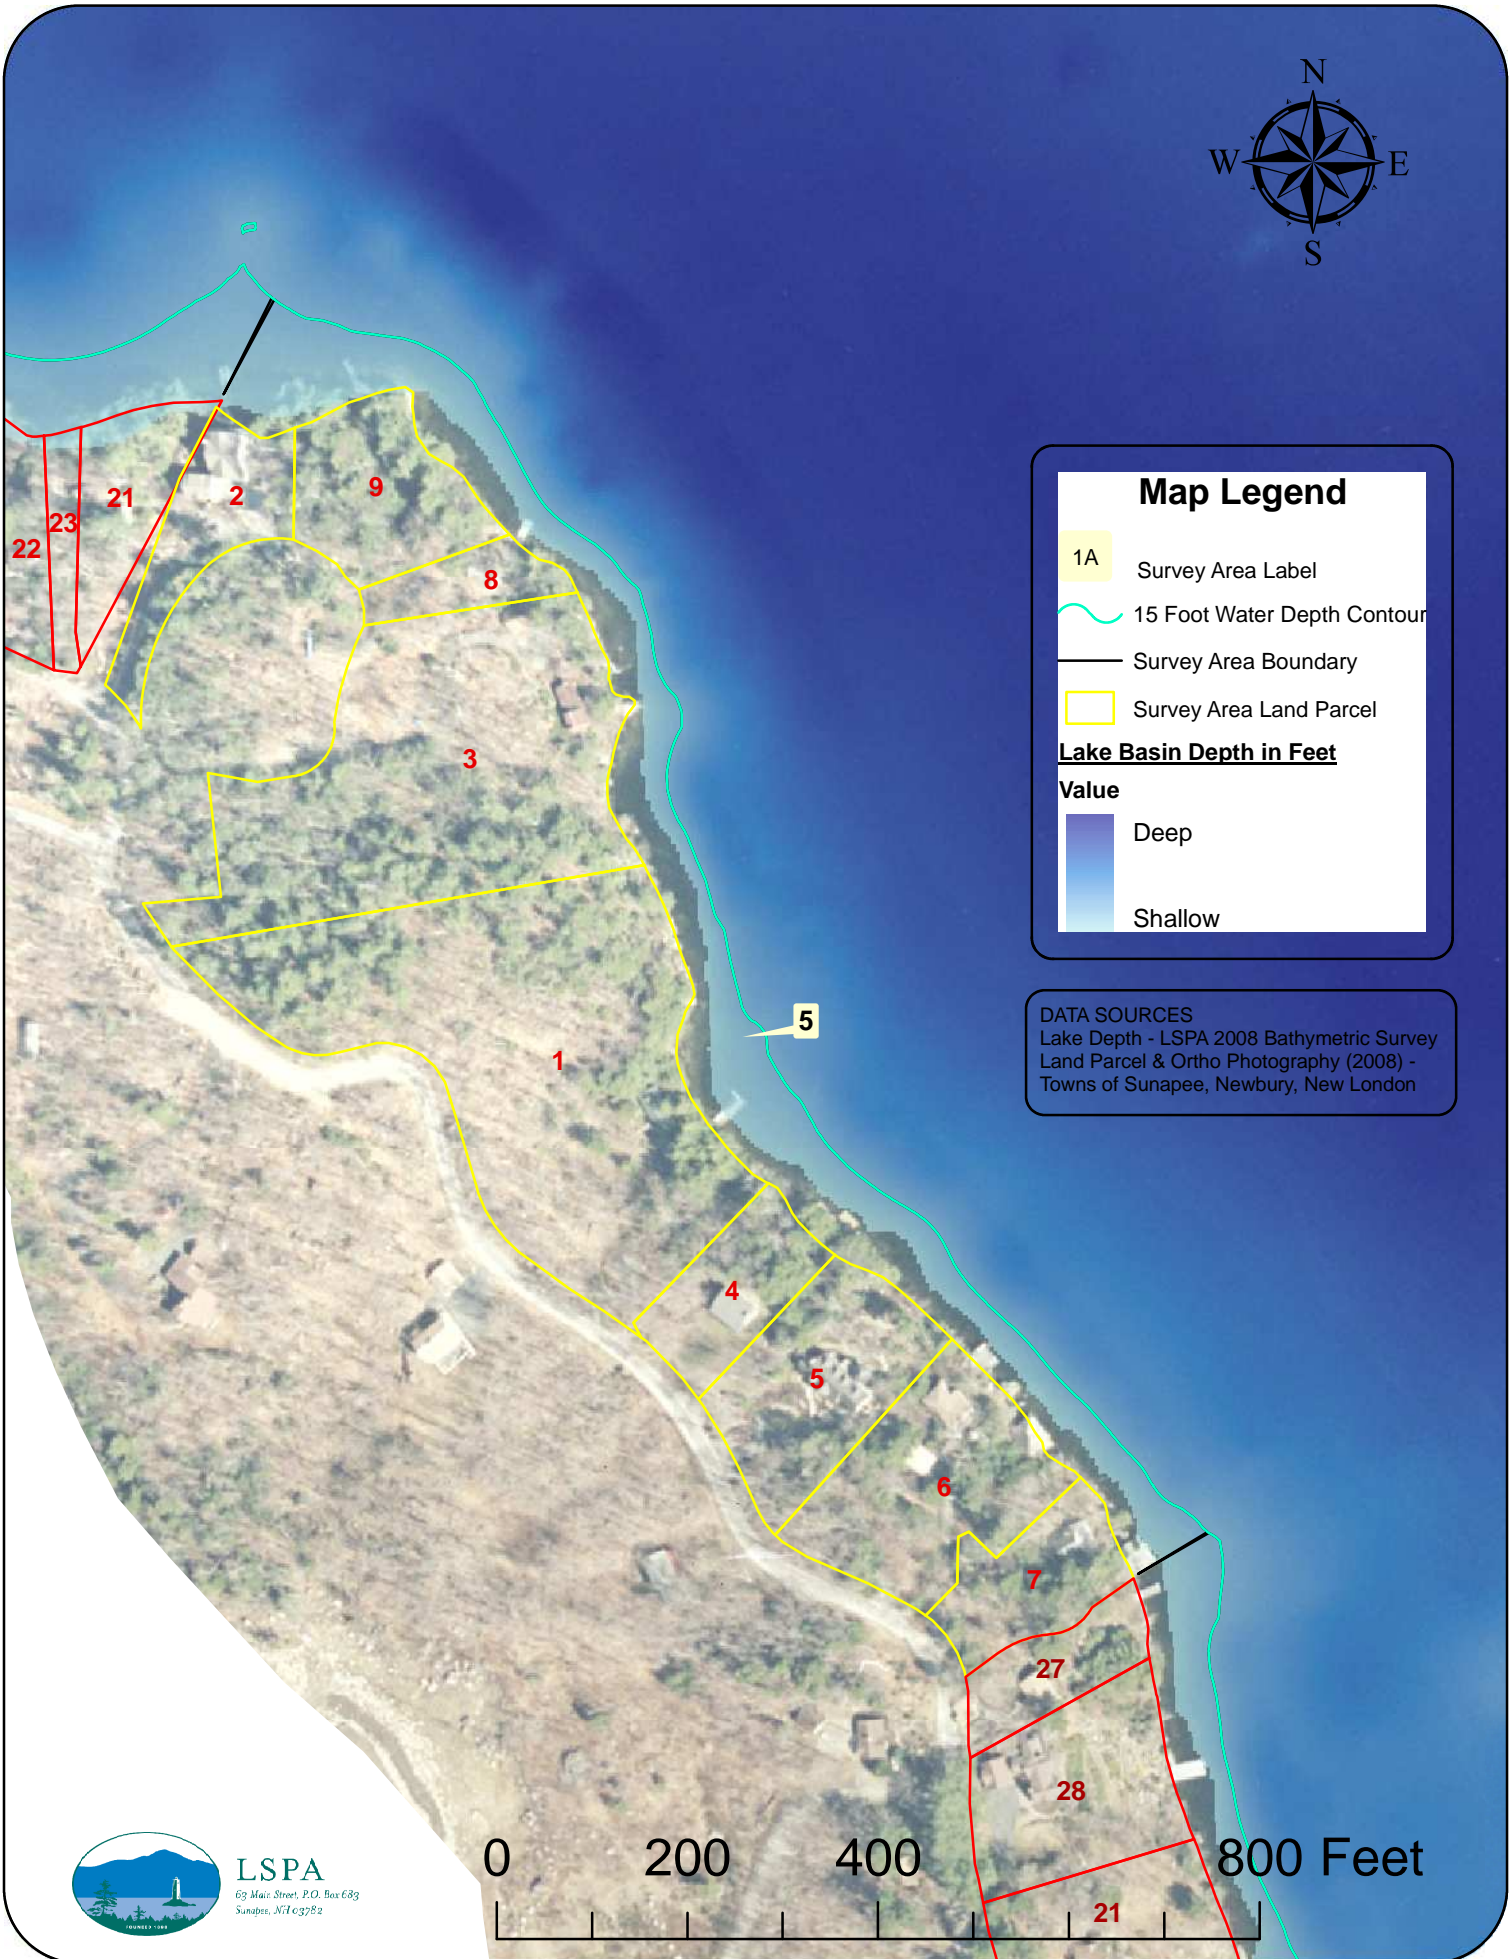 N
W
E
S
Map Legend
1A
Survey Area Label
15 Foot Water Depth Contour
Survey Area Boundary
Survey Area Land Parcel
Lake Basin Depth in Feet
Value
Deep
Shallow
DATA SOURCES
Lake Depth - LSPA 2008 Bathymetric Survey
Land Parcel & Ortho Photography (2008) -
Towns of Sunapee, Newbury, New London
9
2
21
23
22
8
3
5
1
4
5
6
7
27
28
21
0 200 400 800 Feet
LSPA
63 Main Street, P.O. Box 683
Sunapee, NH 03782
FOUNDED 1898